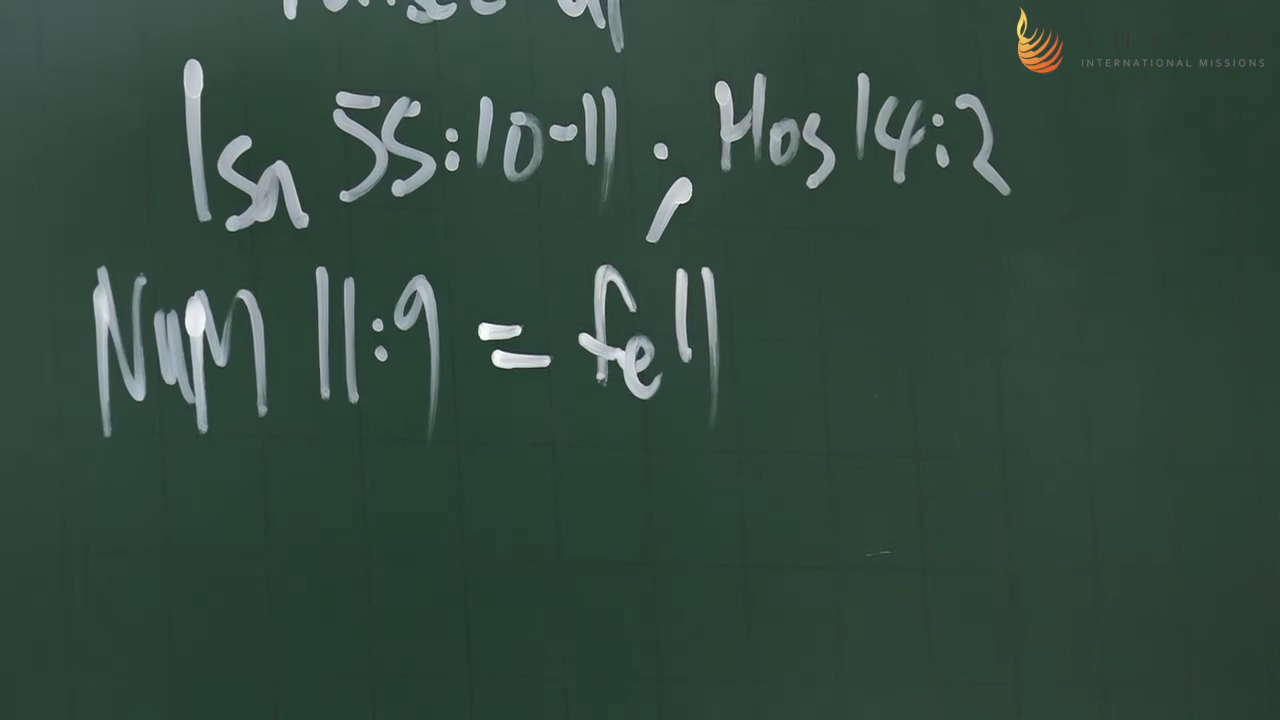 Isa 55:10-11; Hos 14:2
Num 11:9 = fell
INTERNATIONAL MISSIONS